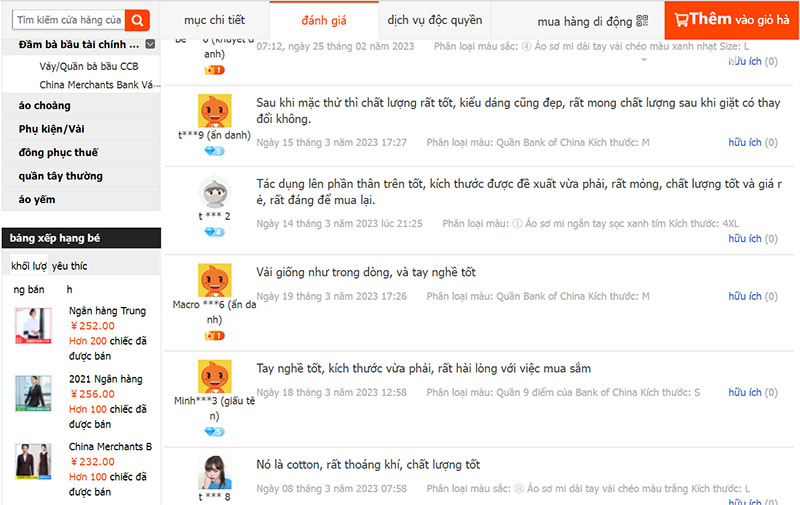 Tìm kiếm cửa hàng
mục chi tiết
đánh giá
dịch vụ độc quyền
mua hàng di động
Thêm vào giỏ hà
Đầm bà bầu tài chính ...
Váy/Quần bà bầu CCB
China Merchants Bank Vá...
áo choàng
Phụ kiện/Vải
đồng phục thuế
quần tây thường
áo yếm
bảng xếp hạng bé
khối lượ
ng bán
yêu thíc
h
Ngân hàng Trung
￥252.00
Hơn 200 chiếc đã
được bán
2021 Ngân hàng
￥256.00
Hơn 100 chiếc đã
được bán
China Merchants B
￥232.00
Hơn 100 chiếc đã
được bán
anh)
1
07:12, ngày 25 tháng 02 năm 2023
Phân loại màu sắc: ④ Áo sơ mi dài tay vải chéo màu xanh nhạt Size: L
hữu ích (0)
Sau khi mặc thử thì chất lượng rất tốt, kiểu dáng cũng đẹp, rất mong chất lượng sau khi giặt có thay
đổi không.
t***9 (ẩn danh)
5
Ngày 15 tháng 3 năm 2023 17:27
Phân loại màu: Quần Bank of China Kích thước: M
hữu ích (0)
Tác dụng lên phần thân trên tốt, kích thước được đề xuất vừa phải, rất mỏng, chất lượng tốt và giá r
ẻ, rất đáng để mua lại.
t *** 2
4
Ngày 14 tháng 3 năm 2023 lúc 21:25
Phân loại màu: ① Áo sơ mi ngắn tay sọc xanh tím Kích thước: 4XL
hữu ích (0)
Vải giống như trong dòng, và tay nghề tốt
Macro ***6 (ẩn da
nh)
1
Ngày 19 tháng 3 năm 2023 17:26
Phân loại màu: Quần Bank of China Kích thước: M
hữu ích (0)
Tay nghề tốt, kích thước vừa phải, rất hài lòng với việc mua sắm
Minh***3 (giấu tê
n)
5
Ngày 18 tháng 3 năm 2023 12:58
Phân loại màu: Quần 9 điểm của Bank of China Kích thước: S
hữu ích (0)
Nó là cotton, rất thoáng khí, chất lượng tốt
t *** 8
Ngày 08 tháng 3 năm 2023 07:58
Phân loại màu sắc: Áo sơ mi dài tay vải chéo màu trắng Kích thước: L
hữu ích (0)